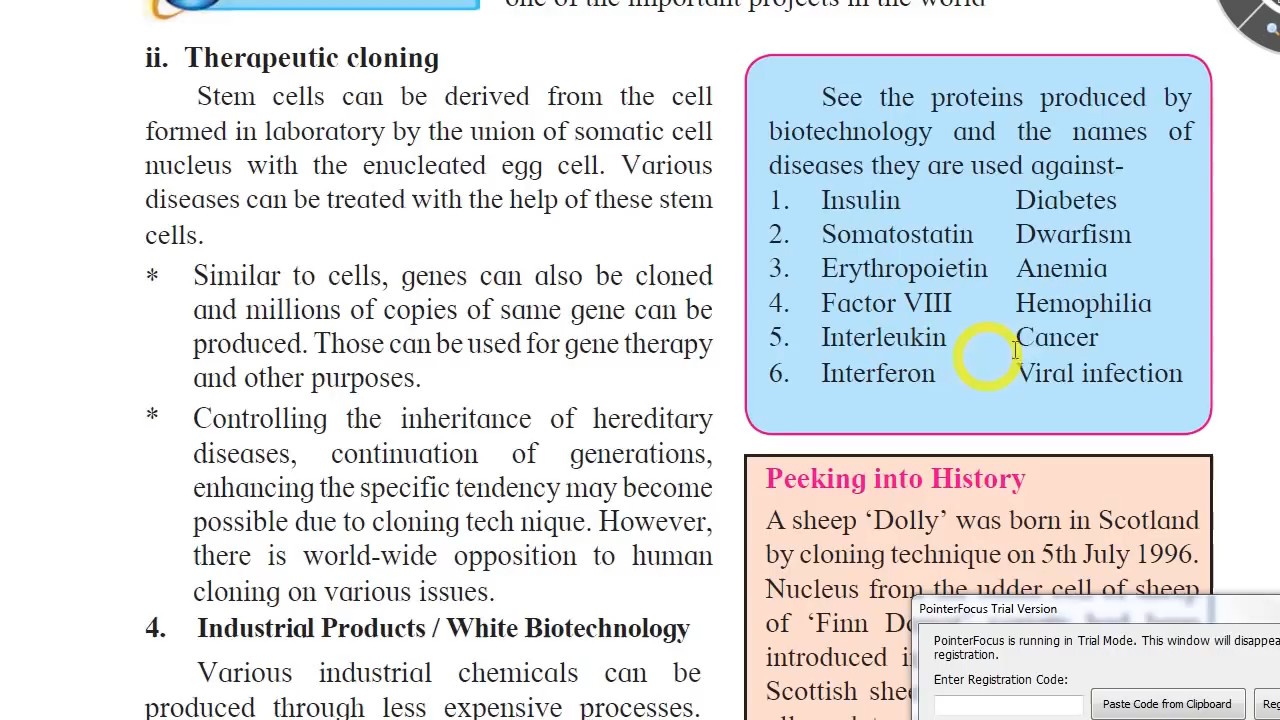 one of the important projects in the world
ii. Therapeutic cloning
Stem cells can be derived from the cell
formed in laboratory by the union of somatic cell
nucleus with the enucleated egg cell. Various
diseases can be treated with the help of these stem
cells.
* Similar to cells, genes can also be cloned
and millions of copies of same gene can be
produced. Those can be used for gene therapy
and other purposes.
* Controlling the inheritance of hereditary
diseases, continuation of generations,
enhancing the specific tendency may become
possible due to cloning tech nique. However,
there is world-wide opposition to human
cloning on various issues.
4. Industrial Products / White Biotechnology
Various industrial chemicals can be
produced through less expensive processes.
See the proteins produced by
biotechnology and the names of
diseases they are used against-
1. Insulin Diabetes
2. Somatostatin Dwarfism
3. Erythropoietin Anemia
4. Factor VIII Hemophilia
5. Interleukin Cancer
6. Interferon Viral infection
Peeking into History
A sheep ‘Dolly’ was born in Scotland
by cloning technique on 5th July 1996.
Nucleus from the udder cell of sheep
of ‘Finn
introduced
Scottish
PointerFocus Trial Version
PointerFocus is running in Trial Mode. This window will disappear
registration.
Enter Registration Code:
Paste Code from Clipboard